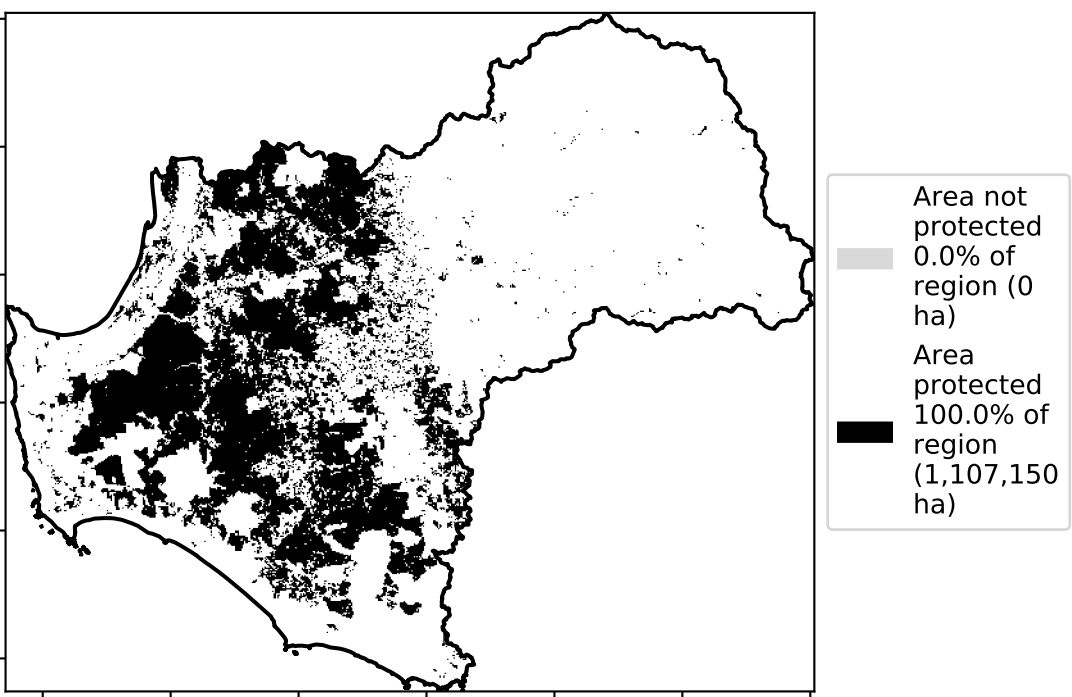 Area not
protected
0.0% of
region (0
ha)
Area
protected
100.0% of
region
(1,107,150
ha)